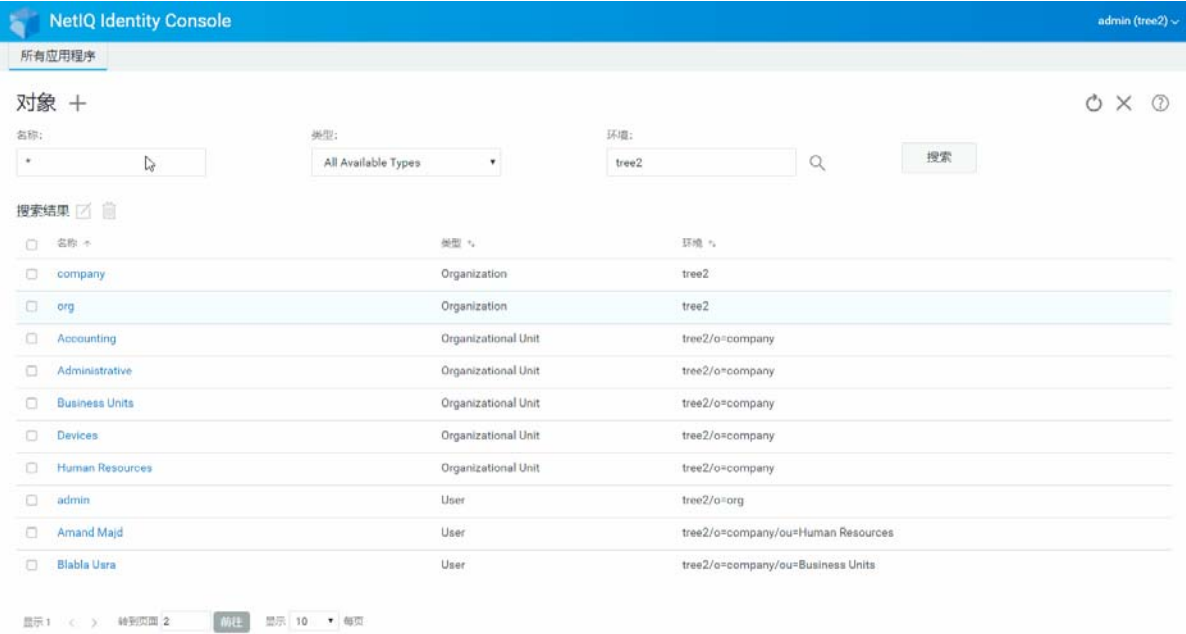 NetIQ Identity Console
admin (tree2)
所有应用程序
对象
名称: 类型: 环境:
* All Available Types tree2 搜索
搜索结果
名称 类型 环境
company Organization tree2
org Organization tree2
Accounting Organizational Unit tree2/o=company
Administrative Organizational Unit tree2/o=company
Business Units Organizational Unit tree2/o=company
Devices Organizational Unit tree2/o=company
Human Resources Organizational Unit tree2/o=company
admin User tree2/o=org
Amand Majd User tree2/o=company/ou=Human Resources
Blabla Usra User tree2/o=company/ou=Business Units
显示 1 转到页面 2 前往 显示 10 每页